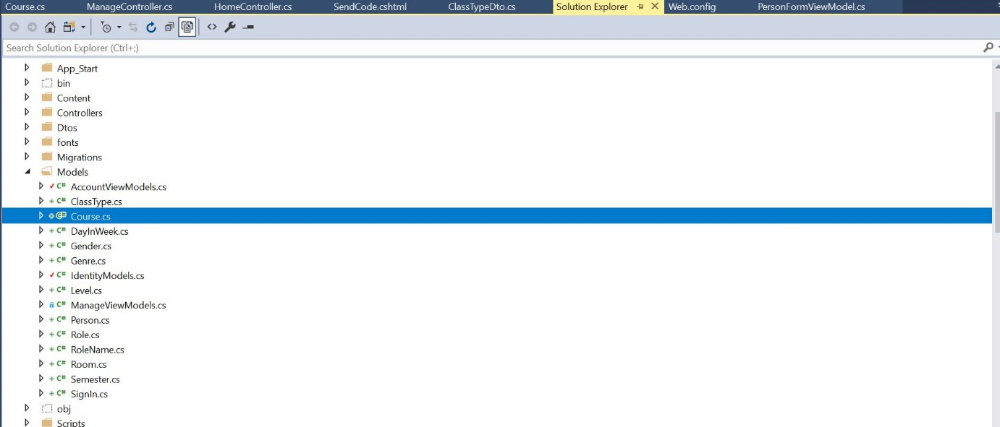 Course.cs ManageController.cs HomeController.cs SendCode.cshtml ClassTypeDto.cs Solution Explorer Web.config PersonFormViewModel.cs
Search Solution Explorer (Ctrl+;)
App_Start
bin
Content
Controllers
Dtos
fonts
Migrations
Models
C# AccountViewModels.cs
C# ClassType.cs
C# Course.cs
C# DayInWeek.cs
C# Gender.cs
C# Genre.cs
C# IdentityModels.cs
C# Level.cs
C# ManageViewModels.cs
C# Person.cs
C# Role.cs
C# RoleName.cs
C# Room.cs
C# Semester.cs
C# SignIn.cs
obj
Scripts